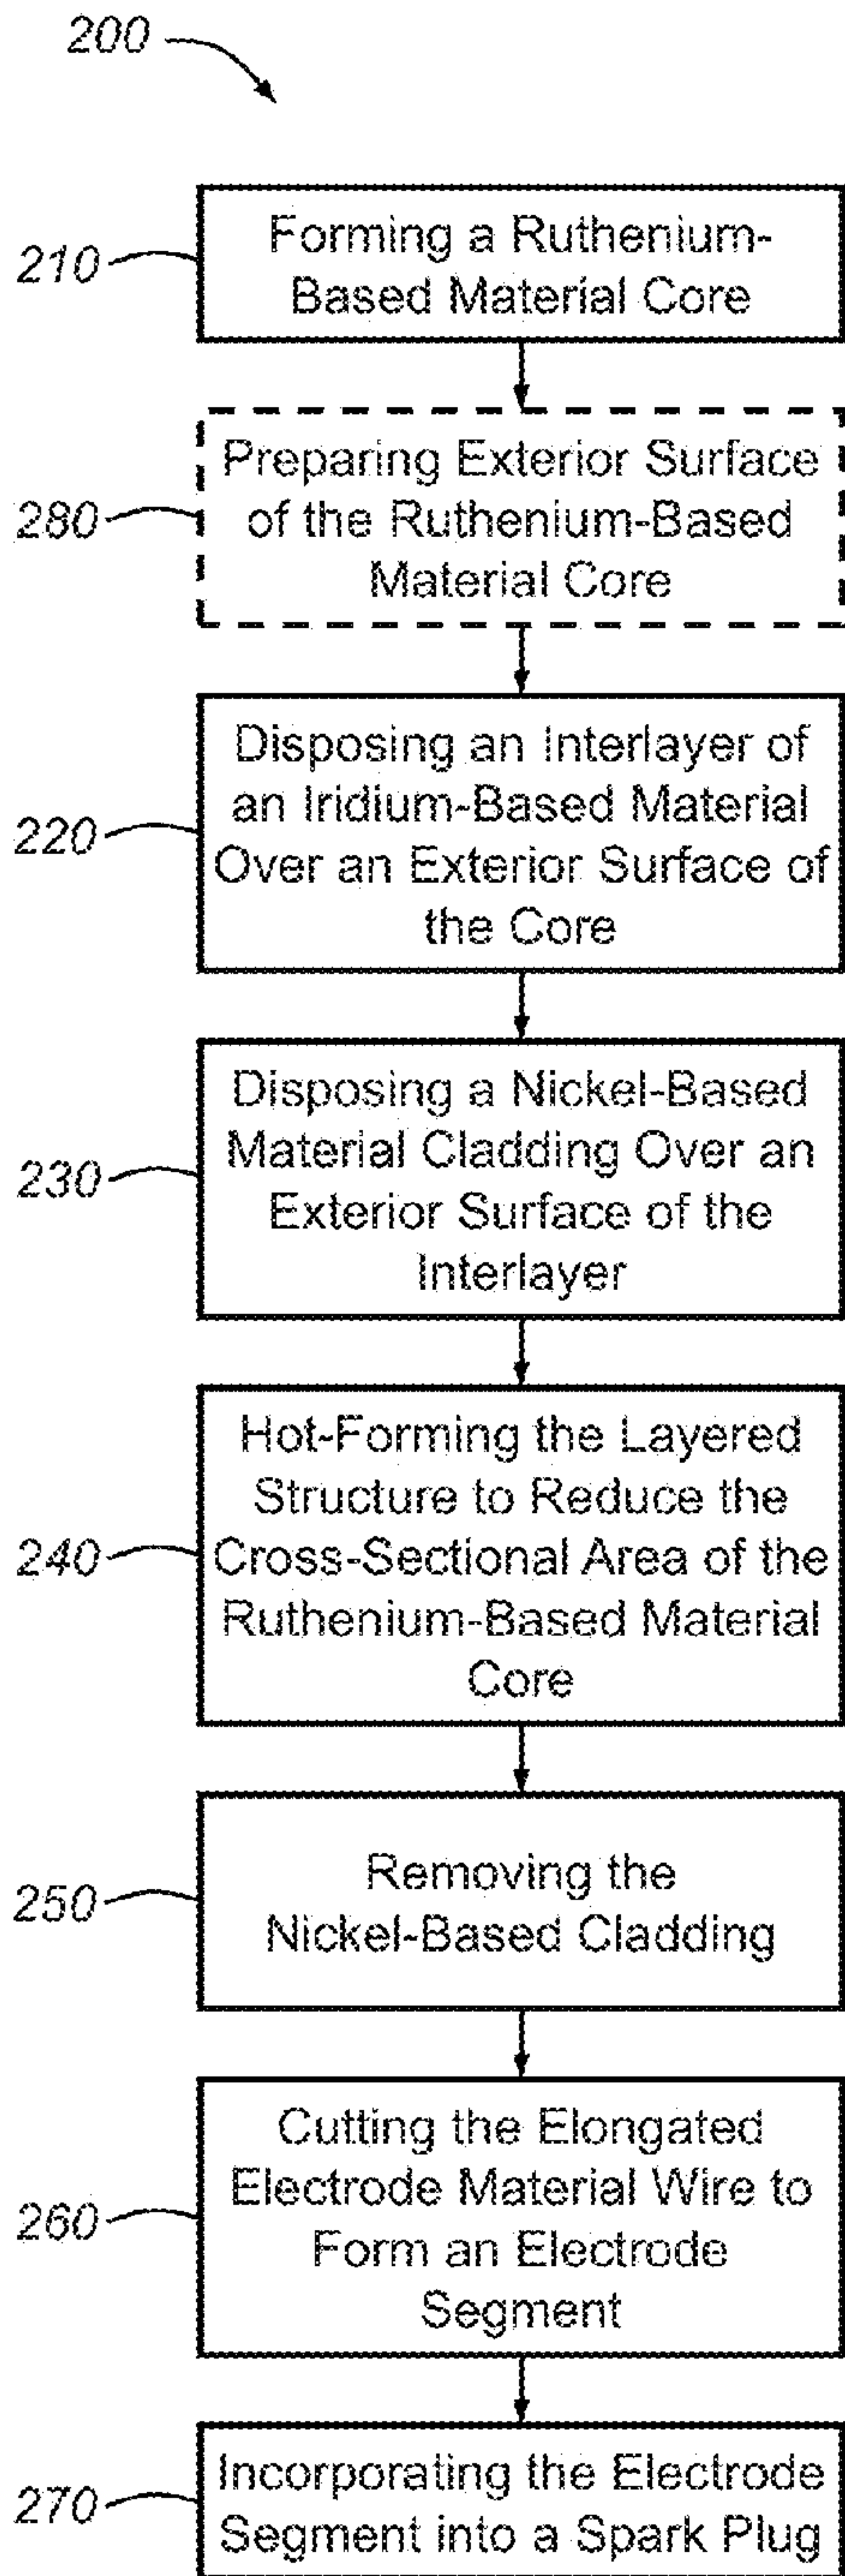 200
210
Forming a Ruthenium-
Based Material Core
280
Preparing Exterior Surface
of the Ruthenium-Based
Material Core
220
Disposing an Interlayer of
an Iridium-Based Material
Over an Exterior Surface of
the Core
230
Disposing a Nickel-Based
Material Cladding Over an
Exterior Surface of the
Interlayer
240
Hot-Forming the Layered
Structure to Reduce the
Cross-Sectional Area of the
Ruthenium-Based Material
Core
250
Removing the
Nickel-Based Cladding
260
Cutting the Elongated
Electrode Material Wire to
Form an Electrode
Segment
270
Incorporating the Electrode
Segment into a Spark Plug